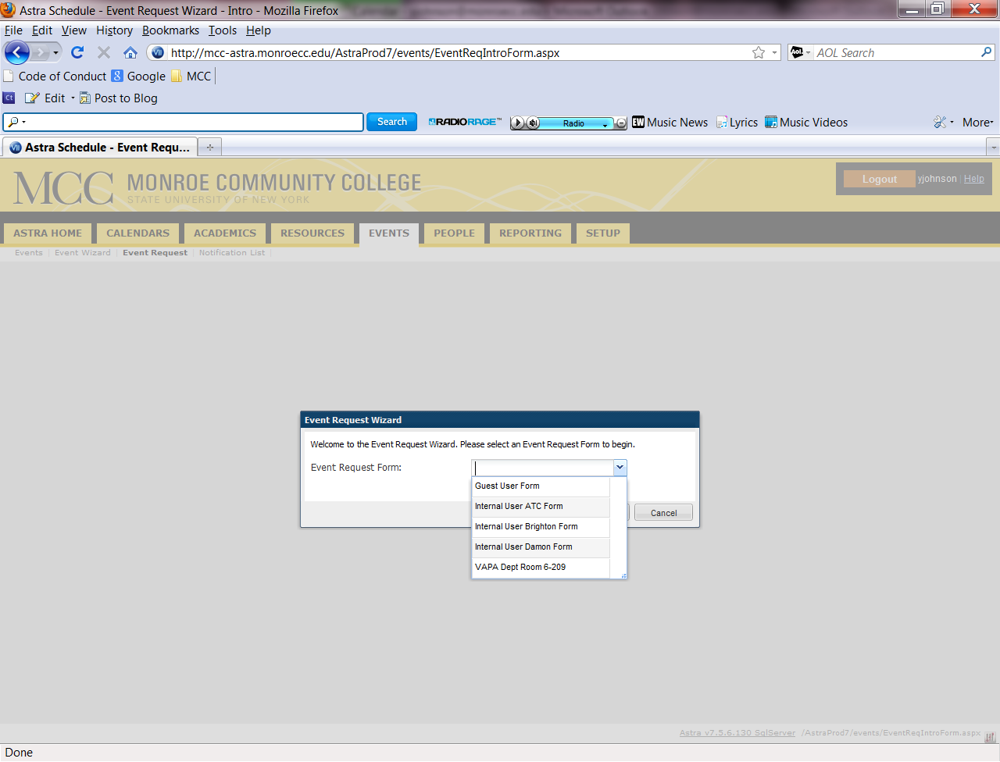 Astra Schedule - Event Request Wizard - Intro - Mozilla Firefox
File Edit View History Bookmarks Tools Help
http://mcc-astra.monroecc.edu/AstraProd7/events/EventReqIntroForm.aspx
Aol. AOL Search
Code of Conduct Google MCC
Ct Edit Post to Blog
Search RADIORAGE™ Radio EW Music News Lyrics Music Videos More
VII Astra Schedule - Event Requ...
MCC MONROE COMMUNITY COLLEGE
STATE UNIVERSITY OF NEW YORK
Logout yjohnson | Help
ASTRA HOME CALENDARS ACADEMICS RESOURCES EVENTS PEOPLE REPORTING SETUP
Events | Event Wizard | Event Request | Notification List |
Event Request Wizard
Welcome to the Event Request Wizard. Please select an Event Request Form to begin.
Event Request Form:
Guest User Form
Internal User ATC Form
Internal User Brighton Form
Internal User Damon Form
VAPA Dept Room 6-209
Cancel
Astra v7.5.6.130 SqlServer /AstraProd7/events/EventReqIntroForm.aspx
Done